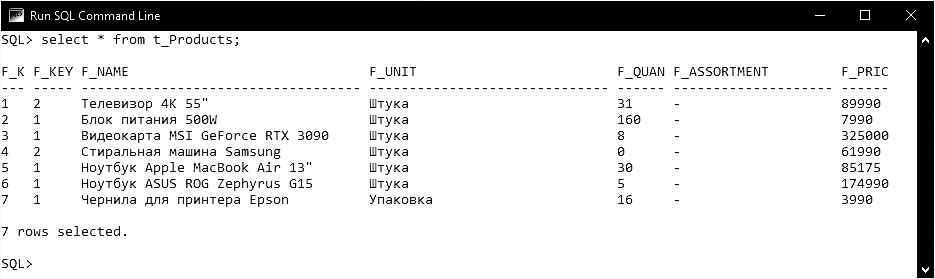 Run SQL Command Line
SQL> select * from t_Products;
F_K F_KEY F_NAME F_UNIT F_QUAN F_ASSORTMENT F_PRIC
--- ----- ----------------------------------- ------------------------------ ------ -------------------- ------
1 2 Телевизор 4K 55" Штука 31 - 89990
2 1 Блок питания 500W Штука 160 - 7990
3 1 Видеокарта MSI GeForce RTX 3090 Штука 8 - 325000
4 2 Стиральная машина Samsung Штука 0 - 61990
5 1 Ноутбук Apple MacBook Air 13" Штука 30 - 85175
6 1 Ноутбук ASUS ROG Zephyrus G15 Штука 5 - 174990
7 1 Чернила для принтера Epson Упаковка 16 - 3990
7 rows selected.
SQL>